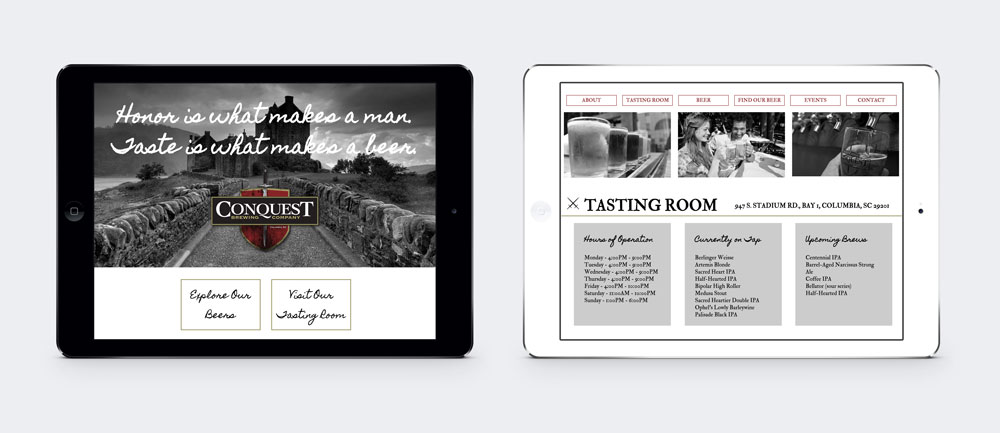 Honor is what makes a man.
Taste is what makes a beer.
CONQUEST
BREWING COMPANY
Explore Our
Beers
Visit Our
Tasting Room
ABOUT
TASTING ROOM
BEER
FIND OUR BEER
EVENTS
CONTACT
TASTING ROOM
947 S. STADIUM RD., BAY 1, COLUMBIA, SC 29201
Hours of Operation
Monday - 4:00PM - 9:00PM
Tuesday - 4:00PM - 9:00PM
Wednesday - 4:00PM - 9:00PM
Thursday - 4:00PM - 9:00PM
Friday - 4:00PM - 10:00PM
Saturday - 11:00AM - 10:00PM
Sunday - 1:00PM - 6:00PM
Currently on Tap
Berlinger Weisse
Artemis Blonde
Sacred Heart IPA
Half-Hearted IPA
Bipolar High Roller
Medusa Stout
Sacred Heartier Double IPA
Ophel's Lowly Barleywine
Palisade Black IPA
Upcoming Brews
Centennial IPA
Barrel-Aged Narcissus Strong
Ale
Coffee IPA
Bellator (sour series)
Half-Hearted IPA